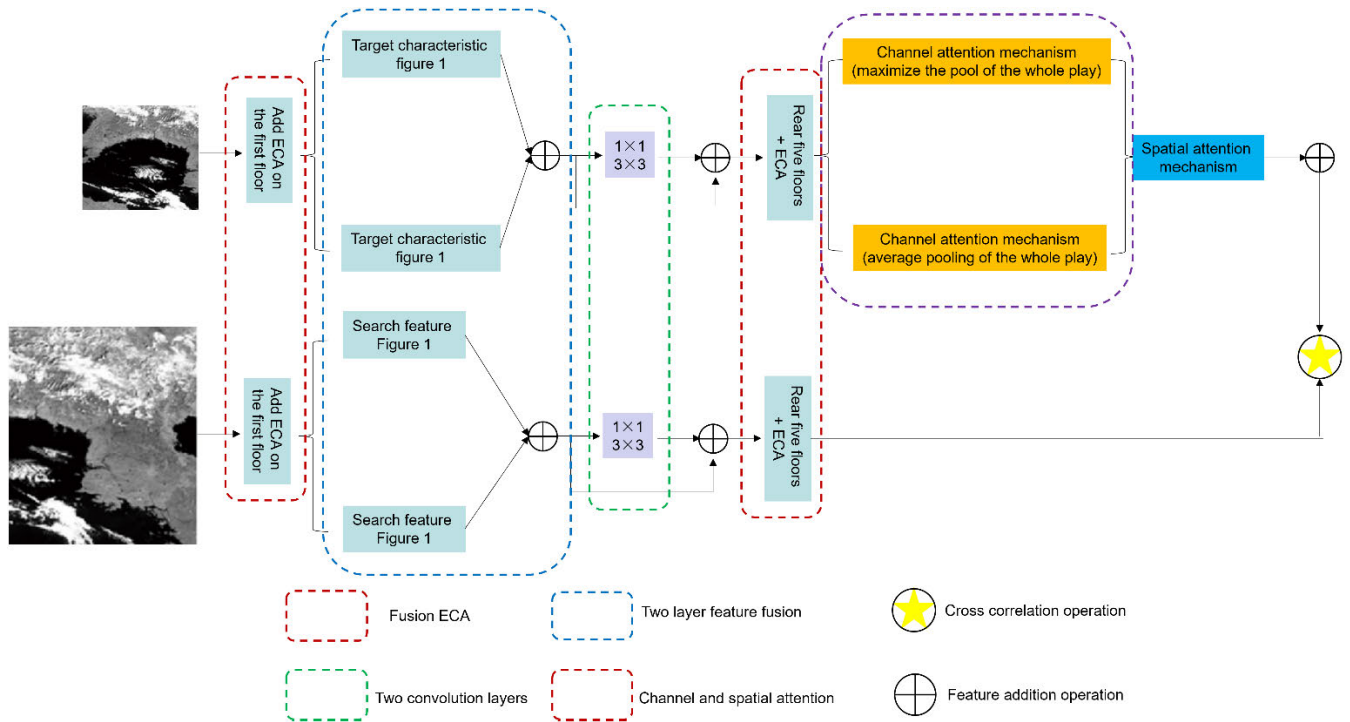 Add ECA on
the first floor
Target characteristic
figure 1
Target characteristic
figure 1
1×1
3×3
Rear five floors
+ ECA
Channel attention mechanism
(maximize the pool of the whole play)
Channel attention mechanism
(average pooling of the whole play)
Spatial attention
mechanism
Add ECA on
the first floor
Search feature
Figure 1
Search feature
Figure 1
1×1
3×3
Rear five floors
+ ECA
Fusion ECA
Two layer feature fusion
Cross correlation operation
Two convolution layers
Channel and spatial attention
Feature addition operation